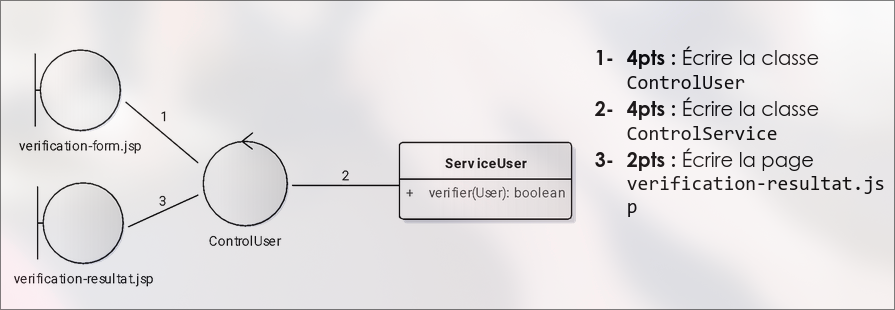 1
verification-form.jsp
2
3
ServiceUser
+ verifier(User): boolean
ControlUser
verification-resultat.jsp
1- 4pts : Écrire la classe
ControlUser
2- 4pts : Écrire la classe
ControlService
3- 2pts : Écrire la page
verification-resultat.js
p